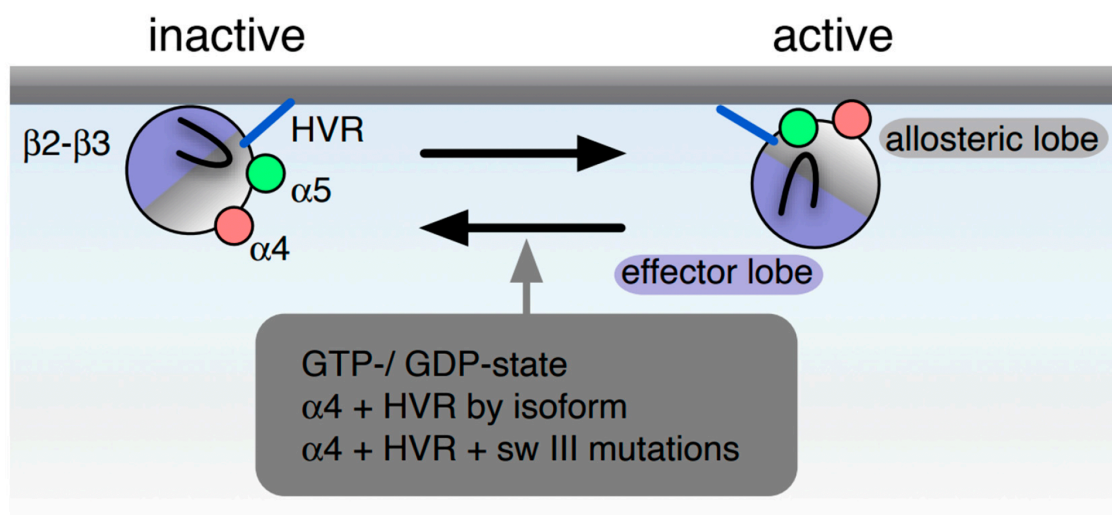 inactive
active
β2-β3
HVR
α5
α4
allosteric lobe
effector lobe
GTP-/ GDP-state
α4 + HVR by isoform
α4 + HVR + sw III mutations